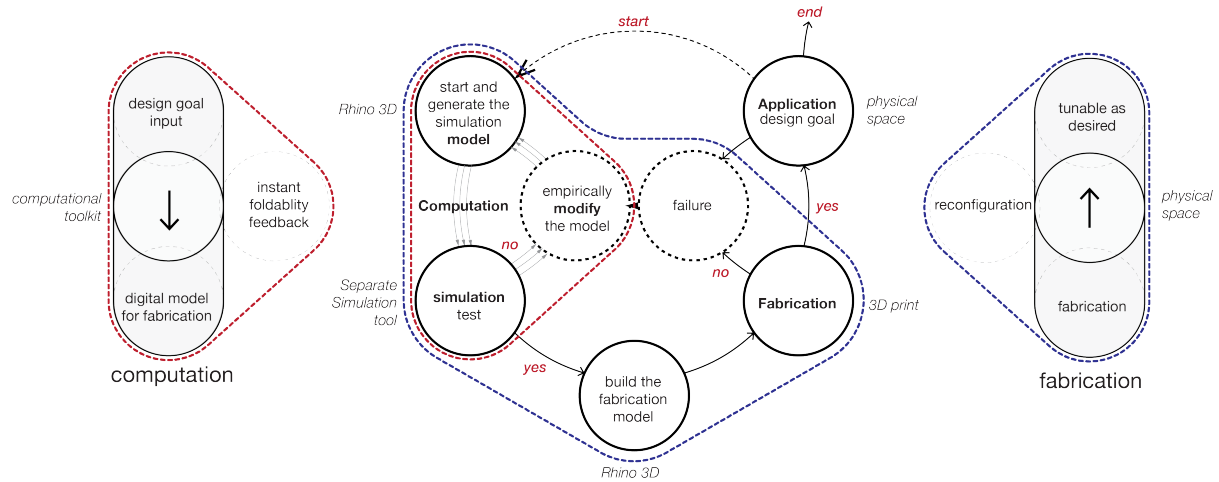 design goal
input
computational
toolkit
instant
foldablity
feedback
digital model
for fabrication
computation
start
end
Rhino 3D
start and
generate the
simulation
model
Application
design goal
physical
space
Computation
empirically
modify
the model
failure
yes
no
no
Separate
Simulation
tool
simulation
test
Fabrication
3D print
yes
build the
fabrication
model
Rhino 3D
tunable as
desired
reconfiguration
physical
space
fabrication
fabrication